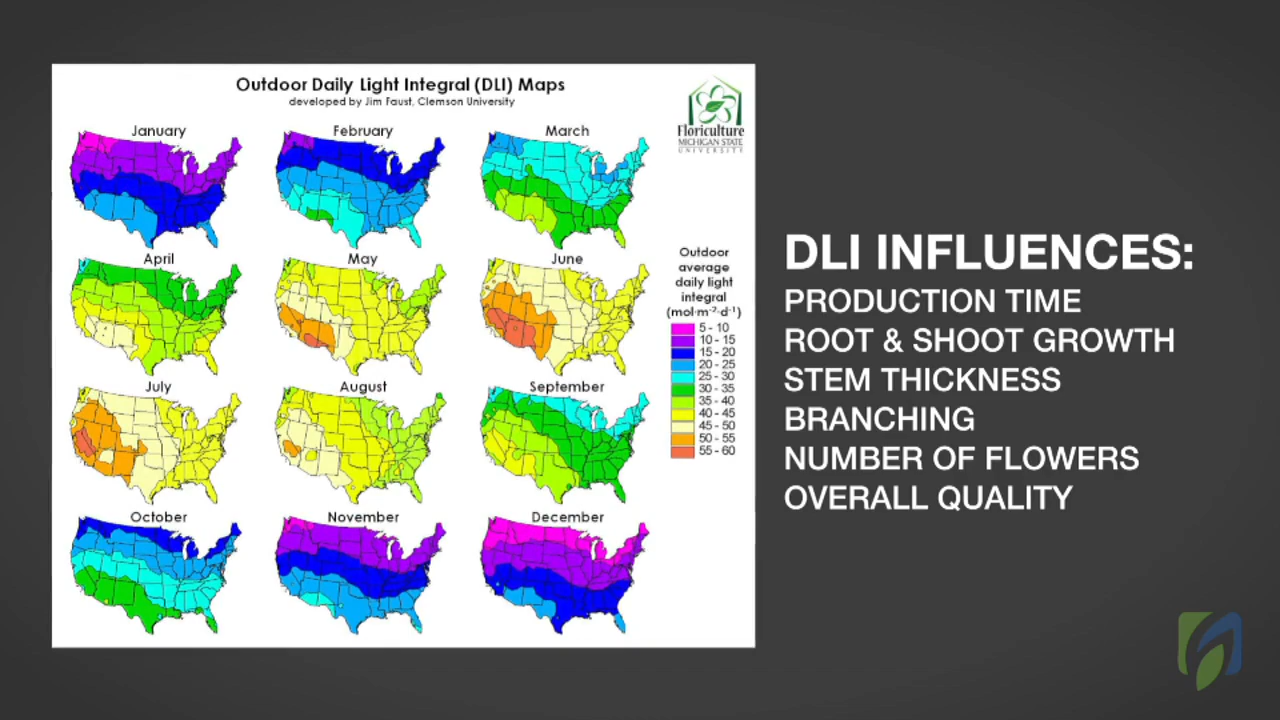 Outdoor Daily Light Integral (DLI) Maps
developed by Jim Faust, Clemson University
Floriculture
MICHIGAN STATE
UNIVERSITY
January
February
March
April
May
June
July
August
September
October
November
December
Outdoor
average
daily light
integral
(mol·m⁻²·d⁻¹)
5 - 10
10 - 15
15 - 20
20 - 25
25 - 30
30 - 35
35 - 40
40 - 45
45 - 50
50 - 55
55 - 60
DLI INFLUENCES:
PRODUCTION TIME
ROOT & SHOOT GROWTH
STEM THICKNESS
BRANCHING
NUMBER OF FLOWERS
OVERALL QUALITY